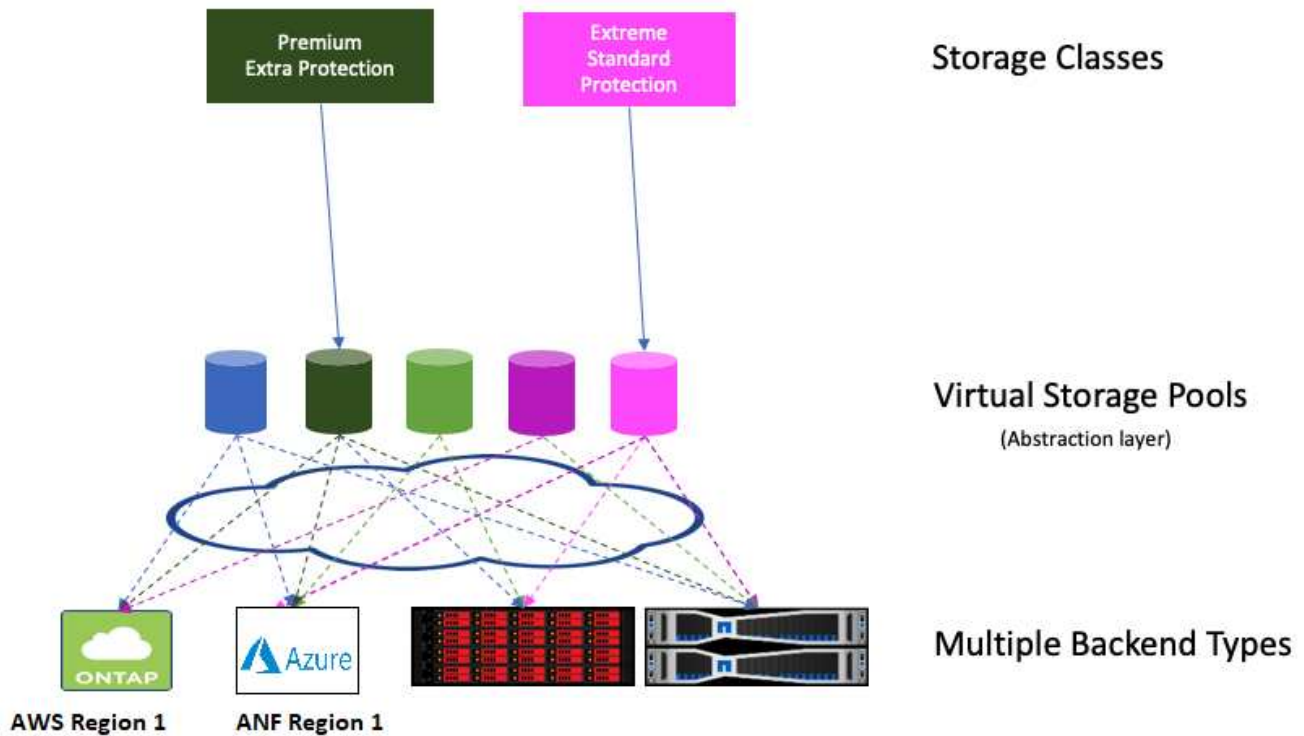 Premium
Extra Protection
Extreme
Standard
Protection
Storage Classes
Virtual Storage Pools
(Abstraction layer)
ONTAP
Azure
Multiple Backend Types
AWS Region 1
ANF Region 1